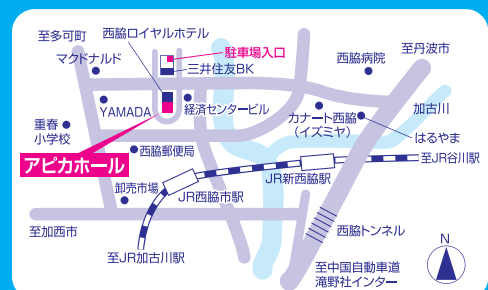 至多可町
西脇ロイヤルホテル
マクドナルド
駐車場入口
三井住友BK
西脇病院
至丹波市
YAMADA
経済センタービル
カナート西脇
(イズミヤ)
加古川
重春
小学校
はるやま
アピカホール
西脇郵便局
至JR谷川駅
JR新西脇駅
卸売市場
JR西脇市駅
至加西市
西脇トンネル
至JR加古川駅
至中国自動車道
滝野社インター
N